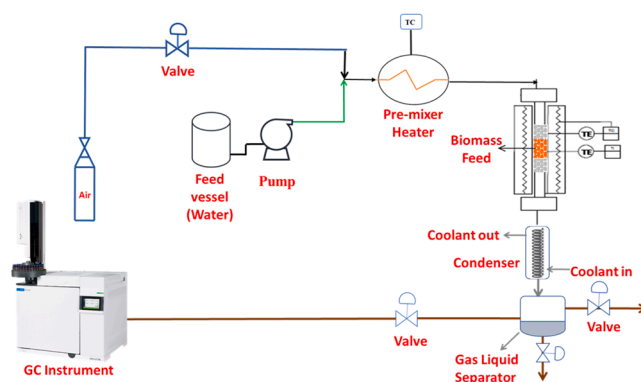 TC
Valve
Pre-mixer
Heater
Air
Feed
vessel
(Water)
Pump
Biomass
Feed
TE
TE
Coolant out
Condenser
Coolant in
GC Instrument
Valve
Valve
Gas Liquid
Separator